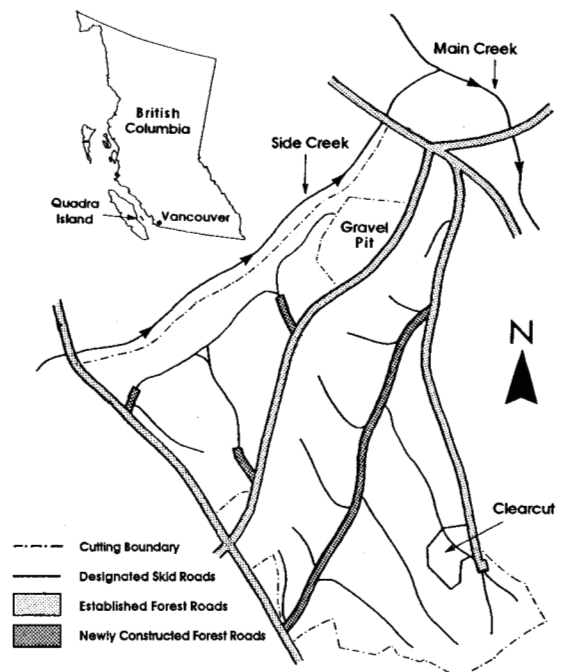 Main Creek
British
Columbia
Side Creek
Quadra
Island
Vancouver
Gravel
Pit
N
Clearcut
Cutting Boundary
Designated Skid Roads
Established Forest Roads
Newly Constructed Forest Roads